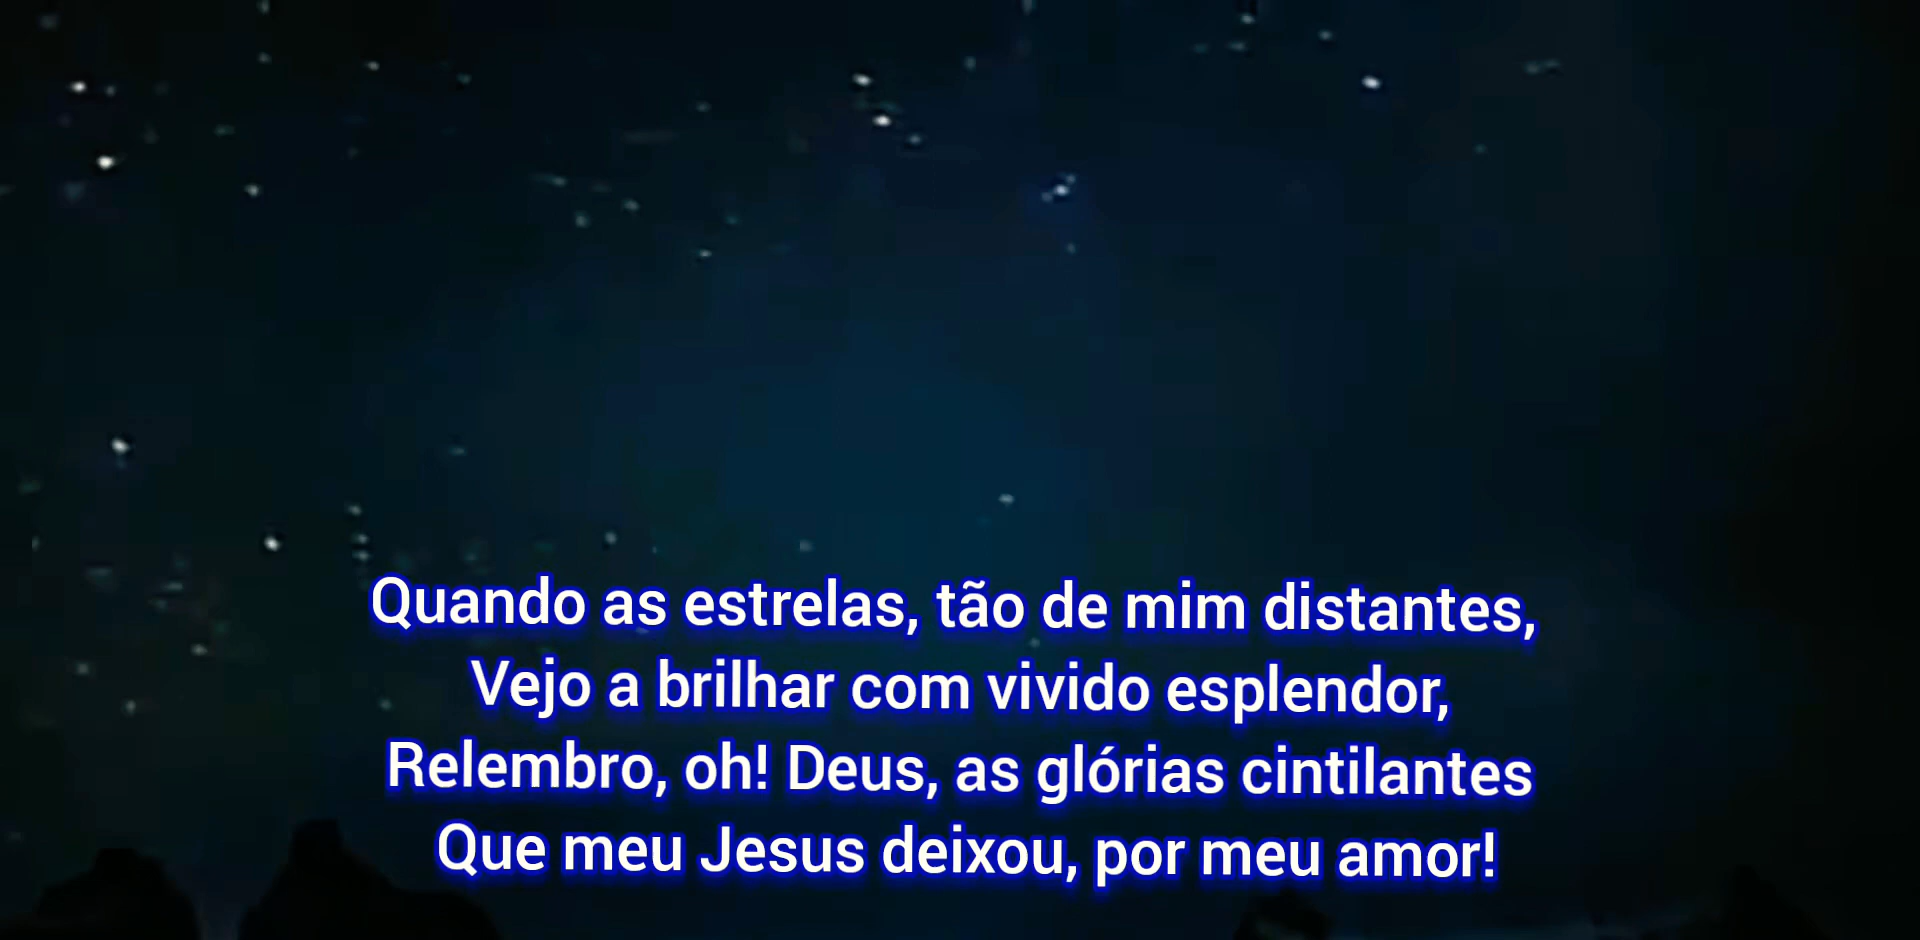 Quando as estrelas, tão de mim distantes,
Vejo a brilhar com vivido esplendor,
Relembro, oh! Deus, as glórias cintilantes
Que meu Jesus deixou, por meu amor!